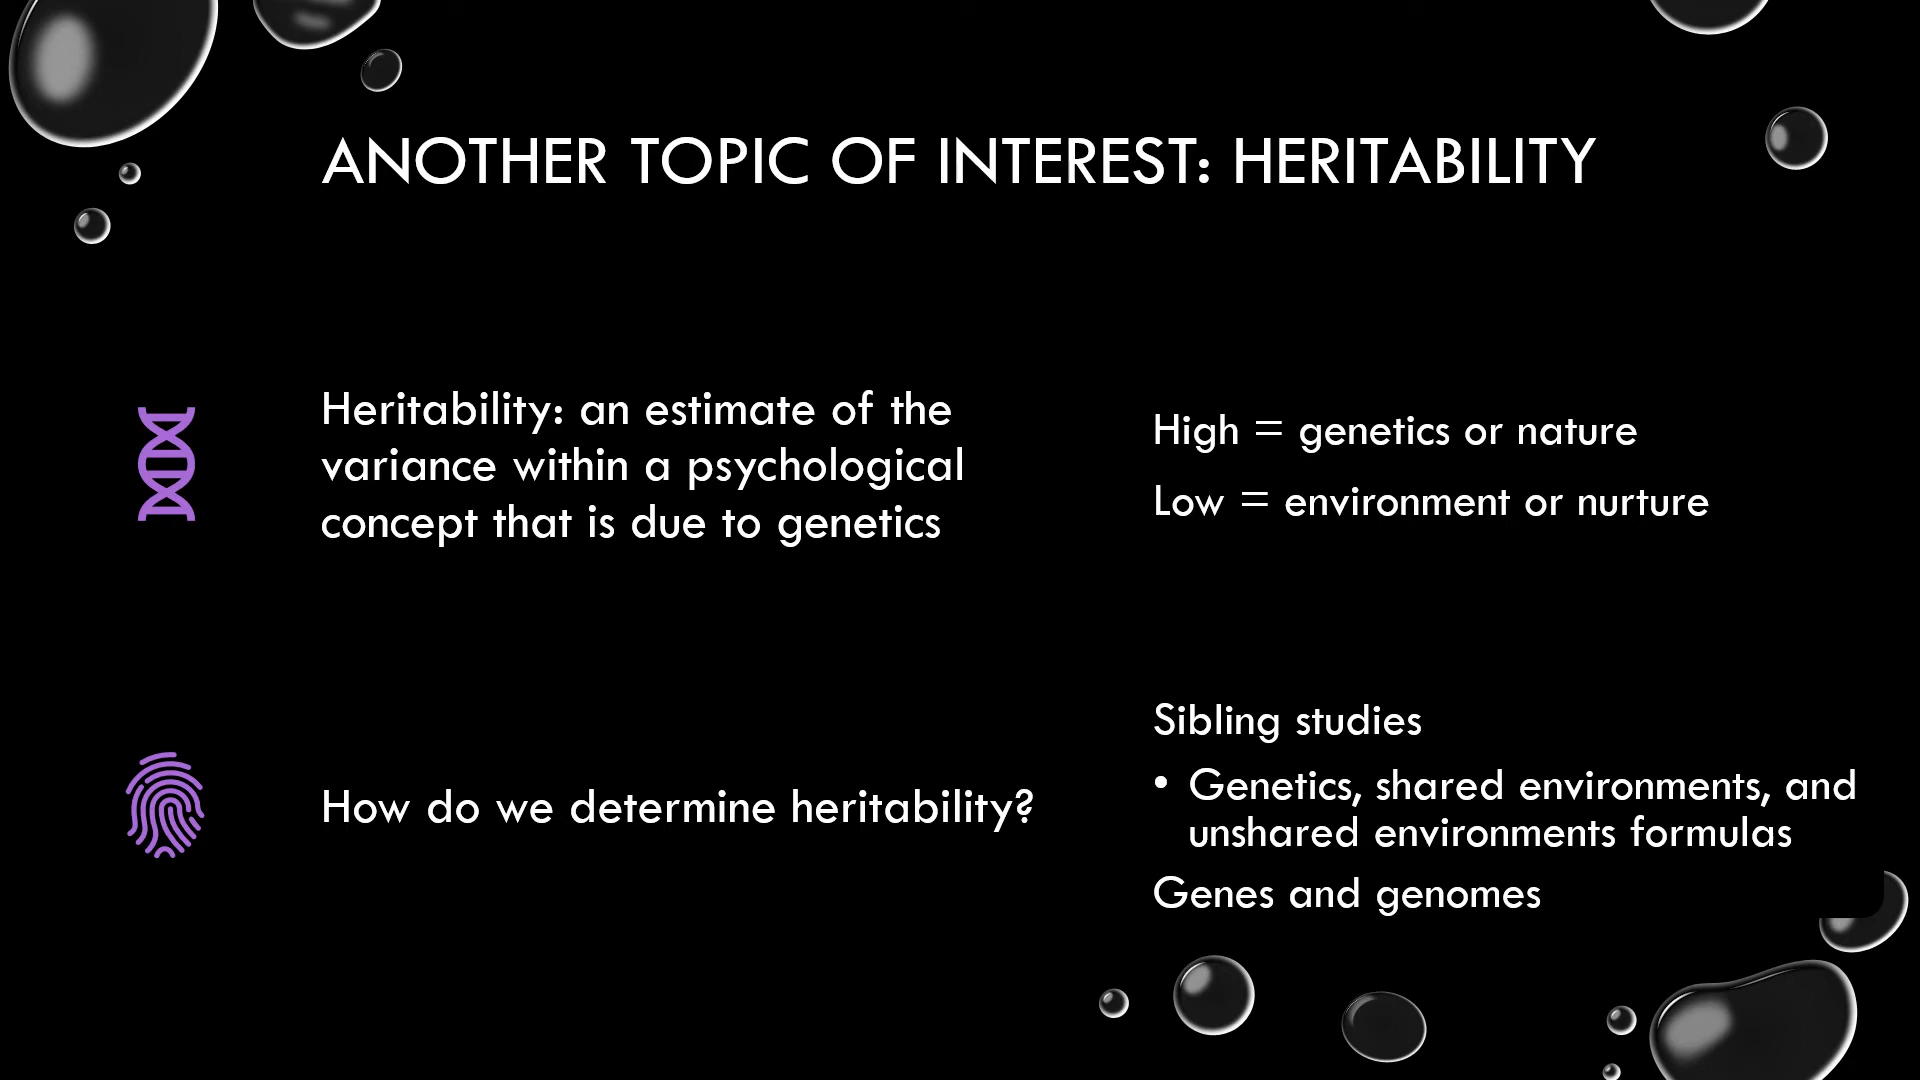 ANOTHER TOPIC OF INTEREST: HERITABILITY
Heritability: an estimate of the
variance within a psychological
concept that is due to genetics
High = genetics or nature
Low = environment or nurture
How do we determine heritability?
Sibling studies
• Genetics, shared environments, and
unshared environments formulas
Genes and genomes